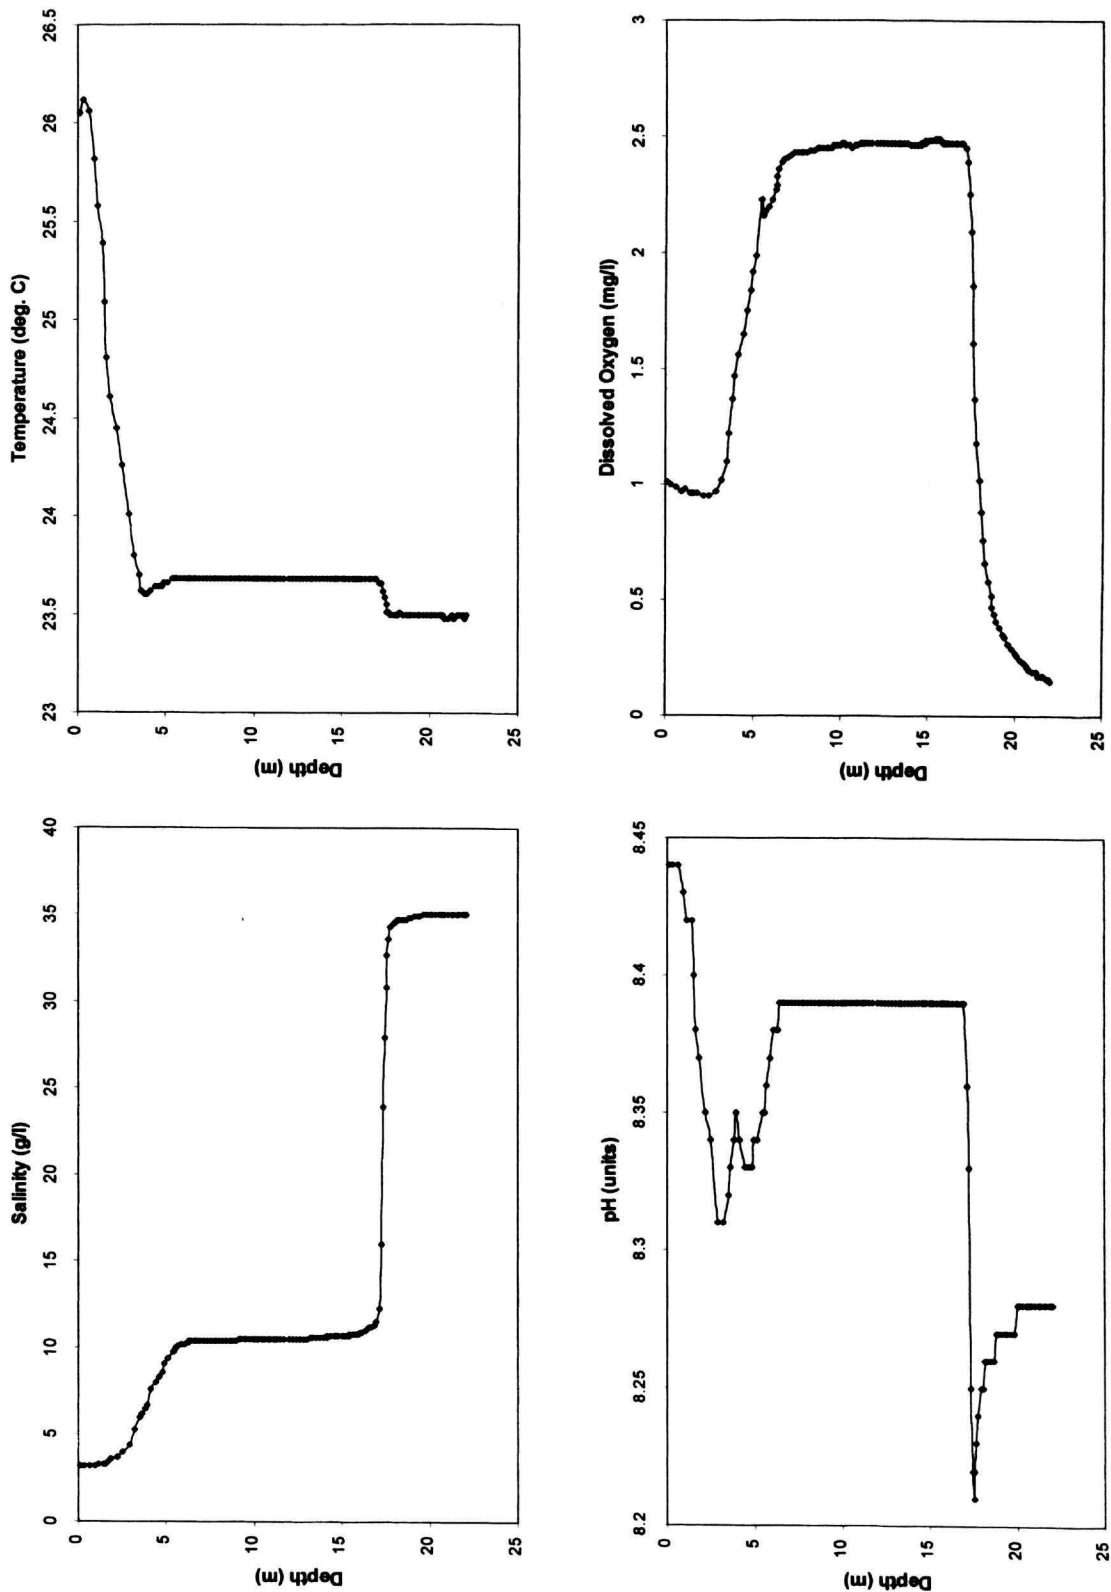 Salinity (g/l)
0 5 10 15 20 25 30 35 40
5
10
15
20
25
Depth (m)
Temperature (deg. C)
23 23.5 24 24.5 25 25.5 26 26.5
5
10
15
20
25
Depth (m)
pH (units)
8.2 8.25 8.3 8.35 8.4 8.45
0
5
10
15
20
25
Depth (m)
Dissolved Oxygen (mg/l)
0 0.5 1 1.5 2 2.5 3
0
5
10
15
20
25
Depth (m)